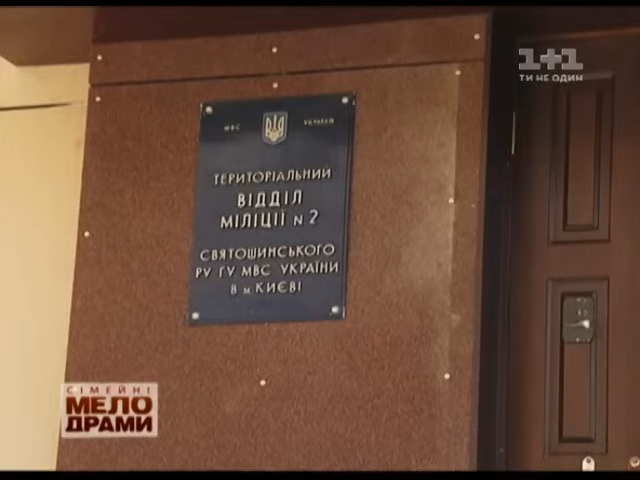 1+1
ТИ НЕ ОДИН
МВС УКРАЇНИ
ТЕРИТОРІАЛЬНИЙ
ВІДДІЛ
МІЛІЦІЇ N 2
СВЯТОШИНСЬКОГО
РУ ГУ МВС УКРАЇНИ
В м. КИЄВІ
СІМЕЙНІ
МЕЛО
ДРАМИ